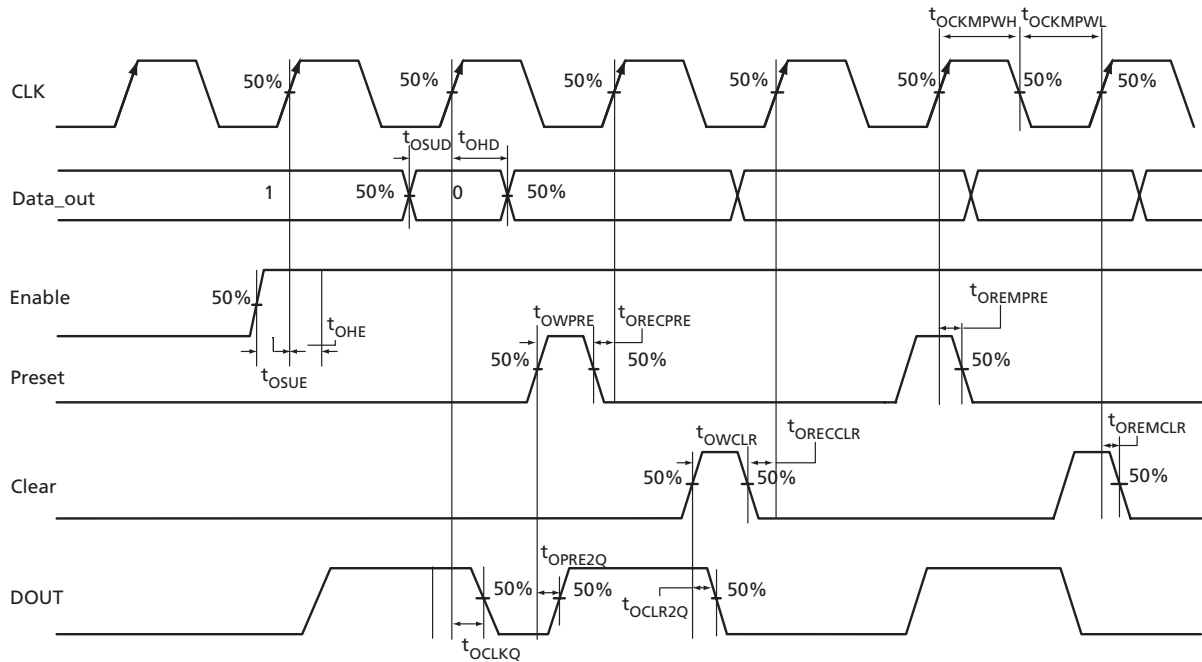 tOCKMPWH tOCKMPWL
CLK 50% 50% 50% 50% 50% 50% 50%
tOSUD tOHD
Data_out 1 50% 0 50%
Enable 50%
tOREMPRE
tOHE tOWPRE tORECPRE
Preset 50% 50% 50%
tOSUE
tOWCLR tORECCLR tOREMCLR
Clear 50% 50% 50%
tOPRE2Q
DOUT 50% 50% tOCLR2Q 50%
tOCLKQ